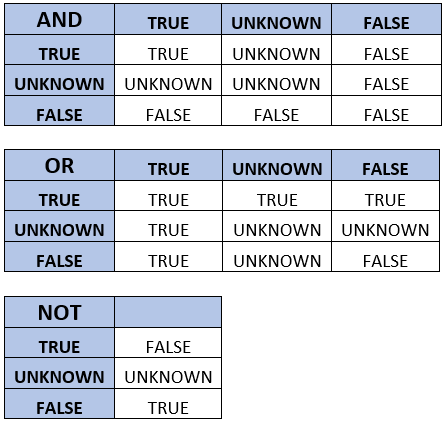 AND TRUE UNKNOWN FALSE
TRUE TRUE UNKNOWN FALSE
UNKNOWN UNKNOWN UNKNOWN FALSE
FALSE FALSE FALSE FALSE
OR TRUE UNKNOWN FALSE
TRUE TRUE TRUE TRUE
UNKNOWN TRUE UNKNOWN UNKNOWN
FALSE TRUE UNKNOWN FALSE
NOT
TRUE FALSE
UNKNOWN UNKNOWN
FALSE TRUE